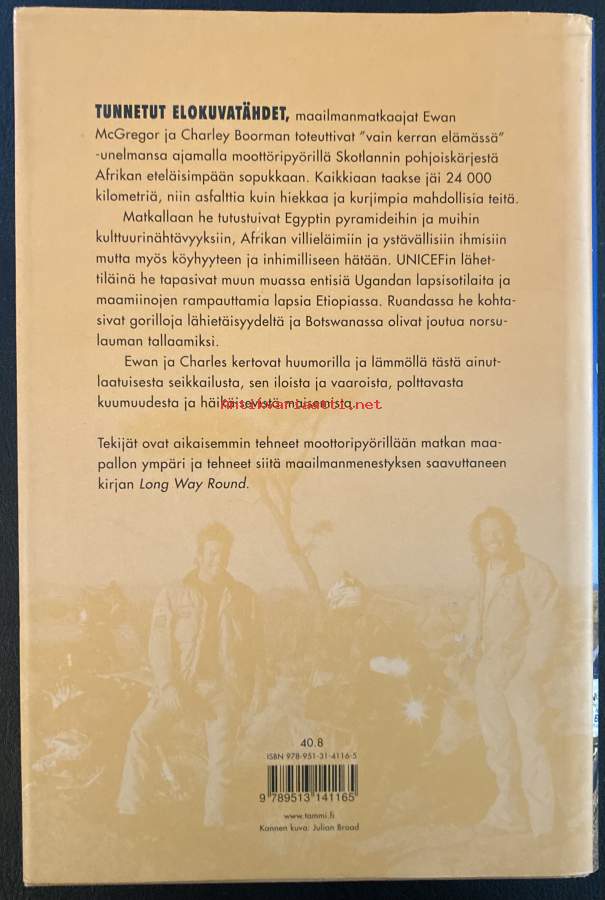 TUNNETUT ELOKUVATÄHDET, maailmanmatkaajat Ewan
McGregor ja Charley Boorman toteuttivat "vain kerran elämässä"
-unelmansa ajamalla moottoripyörillä Skotlannin pohjoiskärjestä
Afrikan eteläisimpään sopukkaan. Kaikkiaan taakse jäi 24 000
kilometriä, niin asfalttia kuin hiekkaa ja kurjimpia mahdollisia teitä.
Matkallaan he tutustuivat Egyptin pyramideihin ja muihin
kulttuurinähtävyyksiin, Afrikan villieläimiin ja ystävällisiin ihmisiin
mutta myös köyhyyteen ja inhimilliseen hätään. UNICEFin lähet-
tiläinä he tapasivat muun muassa entisiä Ugandan lapsisotilaita ja
maamiinojen rampauttamia lapsia Etiopiassa. Ruandassa he kohta-
sivat gorilloja lähietäisyydeltä ja Botswanassa olivat joutua norsu-
lauman tallaamiksi.
Ewan ja Charles kertovat huumorilla ja lämmöllä tästä ainut-
laatuisesta seikkailusta, sen iloista ja vaaroista, polttavasta
kuumuudesta ja häikäisevistä maisemista.
antikvariaatti.net
Tekijät ovat aikaisemmin tehneet moottoripyörillään matkan maa-
pallon ympäri ja tehneet siitä maailmanmenestyksen saavuttaneen
kirjan Long Way Round.
40.8
ISBN 978-951-31-4116-5
9 789513 141165
www.tammi.fi
Kannen kuva: Julian Broad